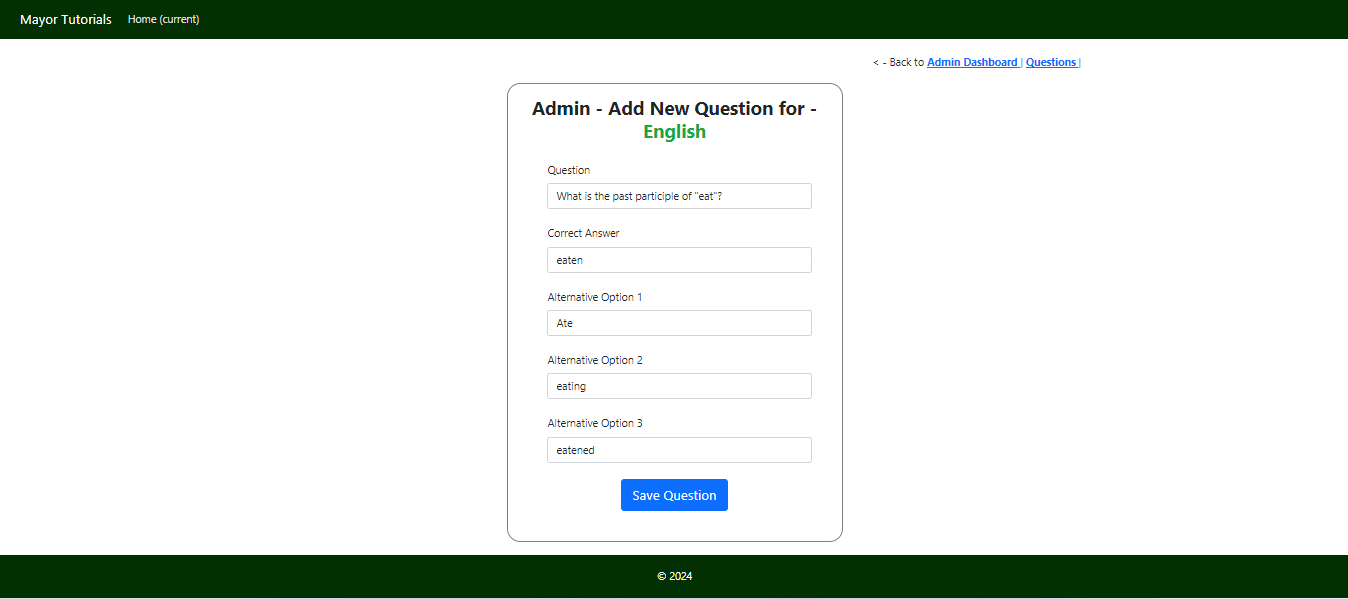 Mayor Tutorials Home (current)
< - Back to Admin Dashboard | Questions |
Admin - Add New Question for -
English
Question
What is the past participle of "eat"?
Correct Answer
eaten
Alternative Option 1
Ate
Alternative Option 2
eating
Alternative Option 3
eatened
Save Question
© 2024